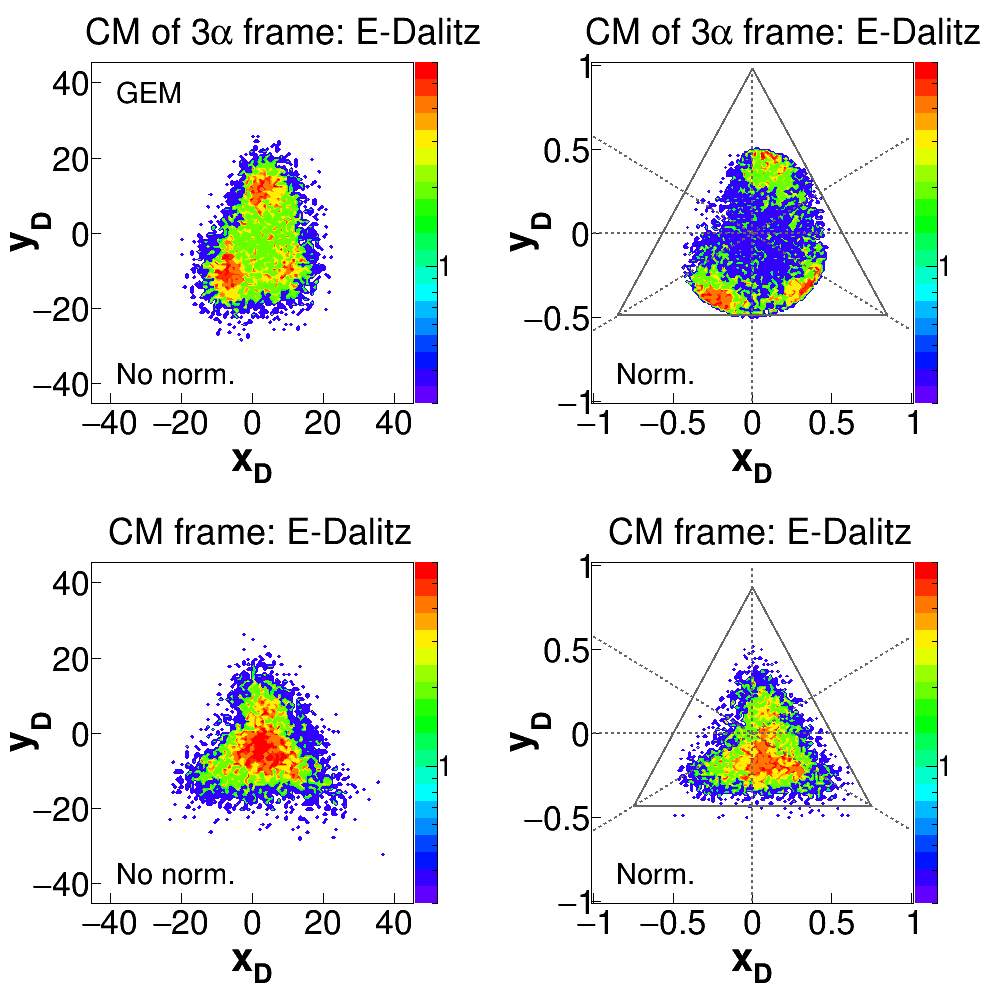 CM of 3α frame: E-Dalitz
40
20
0
−20
−40
y_D
GEM
No norm.
−40 −20 0 20 40
x_D
1
CM of 3α frame: E-Dalitz
1
0.5
0
−0.5
−1
y_D
Norm.
−1 −0.5 0 0.5 1
x_D
1
CM frame: E-Dalitz
40
20
0
−20
−40
y_D
No norm.
−40 −20 0 20 40
x_D
1
CM frame: E-Dalitz
1
0.5
0
−0.5
−1
y_D
Norm.
−1 −0.5 0 0.5 1
x_D
1